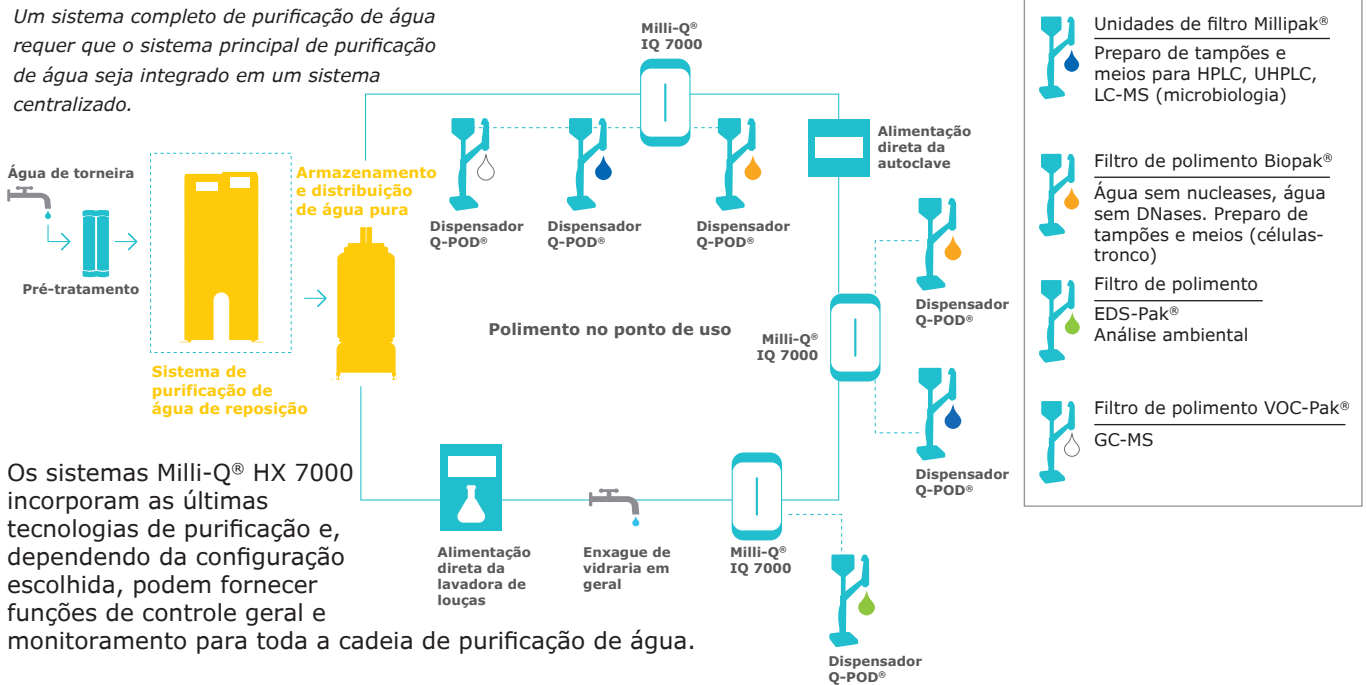 Um sistema completo de purificação de água
requer que o sistema principal de purificação
de água seja integrado em um sistema
centralizado.
Água de torneira
Pré-tratamento
Sistema de
purificação de
água de reposição
Armazenamento
e distribuição
de água pura
Milli-Q®
IQ 7000
Dispensador
Q-POD®
Dispensador
Q-POD®
Dispensador
Q-POD®
Alimentação
direta da
autoclave
Dispensador
Q-POD®
Polimento no ponto de uso
Milli-Q®
IQ 7000
Dispensador
Q-POD®
Alimentação
direta da
lavadora de
louças
Enxague de
vidraria em
geral
Milli-Q®
IQ 7000
Dispensador
Q-POD®
Os sistemas Milli-Q® HX 7000
incorporam as últimas
tecnologias de purificação e,
dependendo da configuração
escolhida, podem fornecer
funções de controle geral e
monitoramento para toda a cadeia de purificação de água.
Unidades de filtro Millipak®
Preparo de tampões e
meios para HPLC, UHPLC,
LC-MS (microbiologia)
Filtro de polimento Biopak®
Água sem nucleases, água
sem DNases. Preparo de
tampões e meios (células-
tronco)
Filtro de polimento
EDS-Pak®
Análise ambiental
Filtro de polimento VOC-Pak®
GC-MS